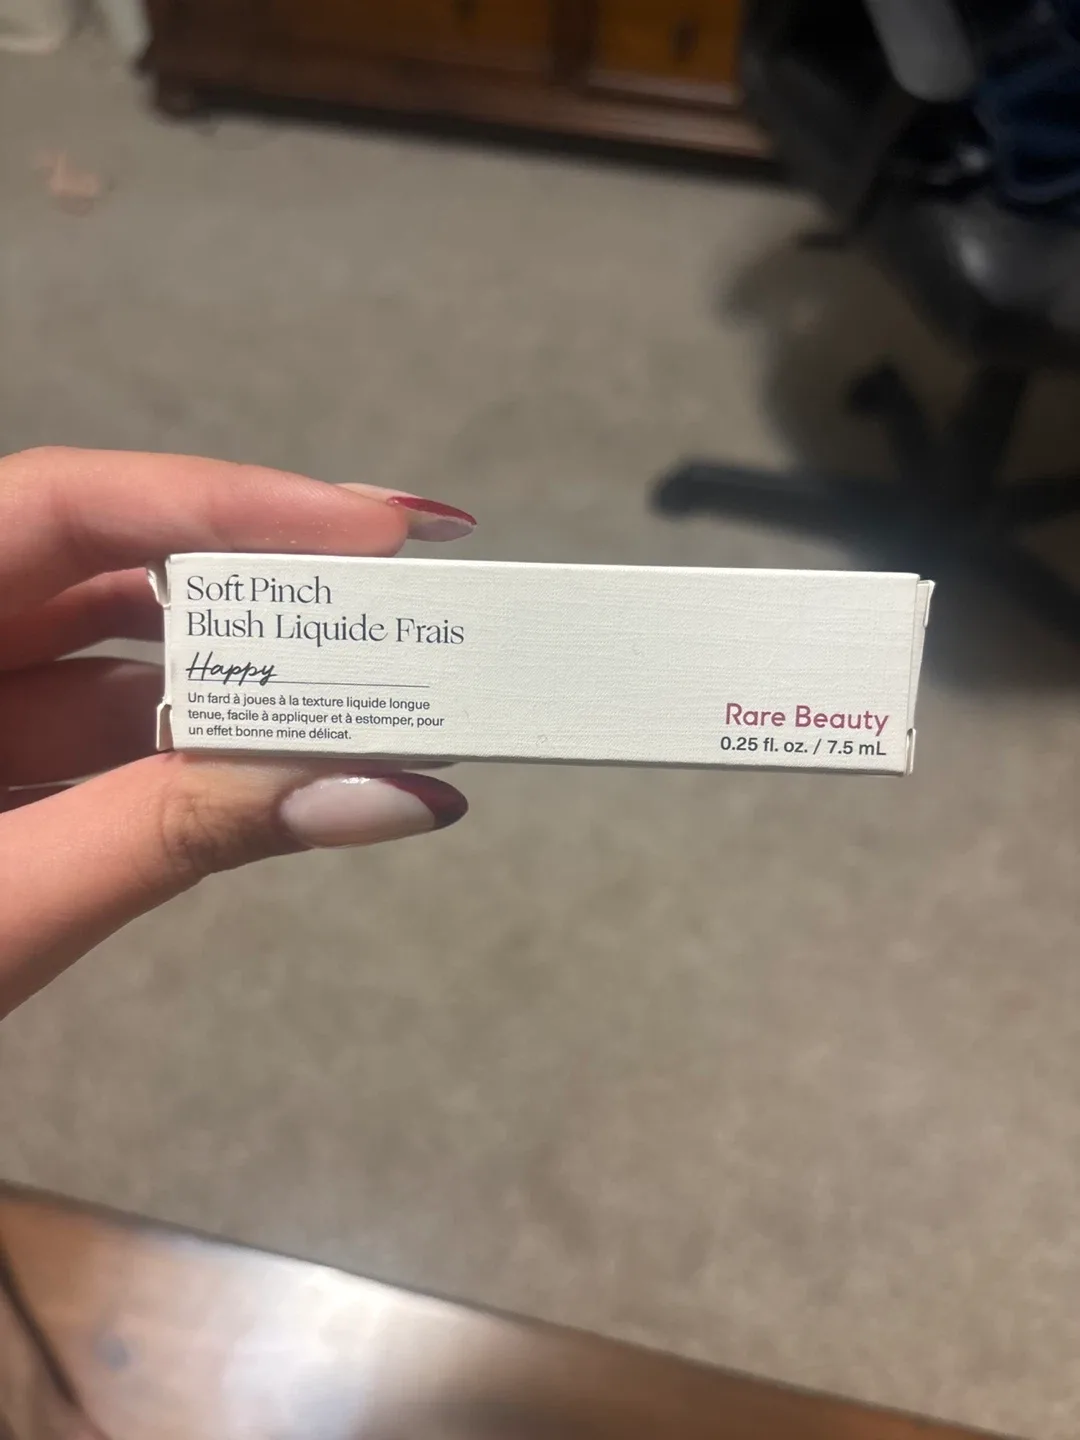 Soft Pinch
Blush Liquide Frais
Happy
Un fard à joues à la texture liquide longue
tenue, facile à appliquer et à estomper, pour
un effet bonne mine délicat.
Rare Beauty
0.25 fl. oz. / 7.5 mL